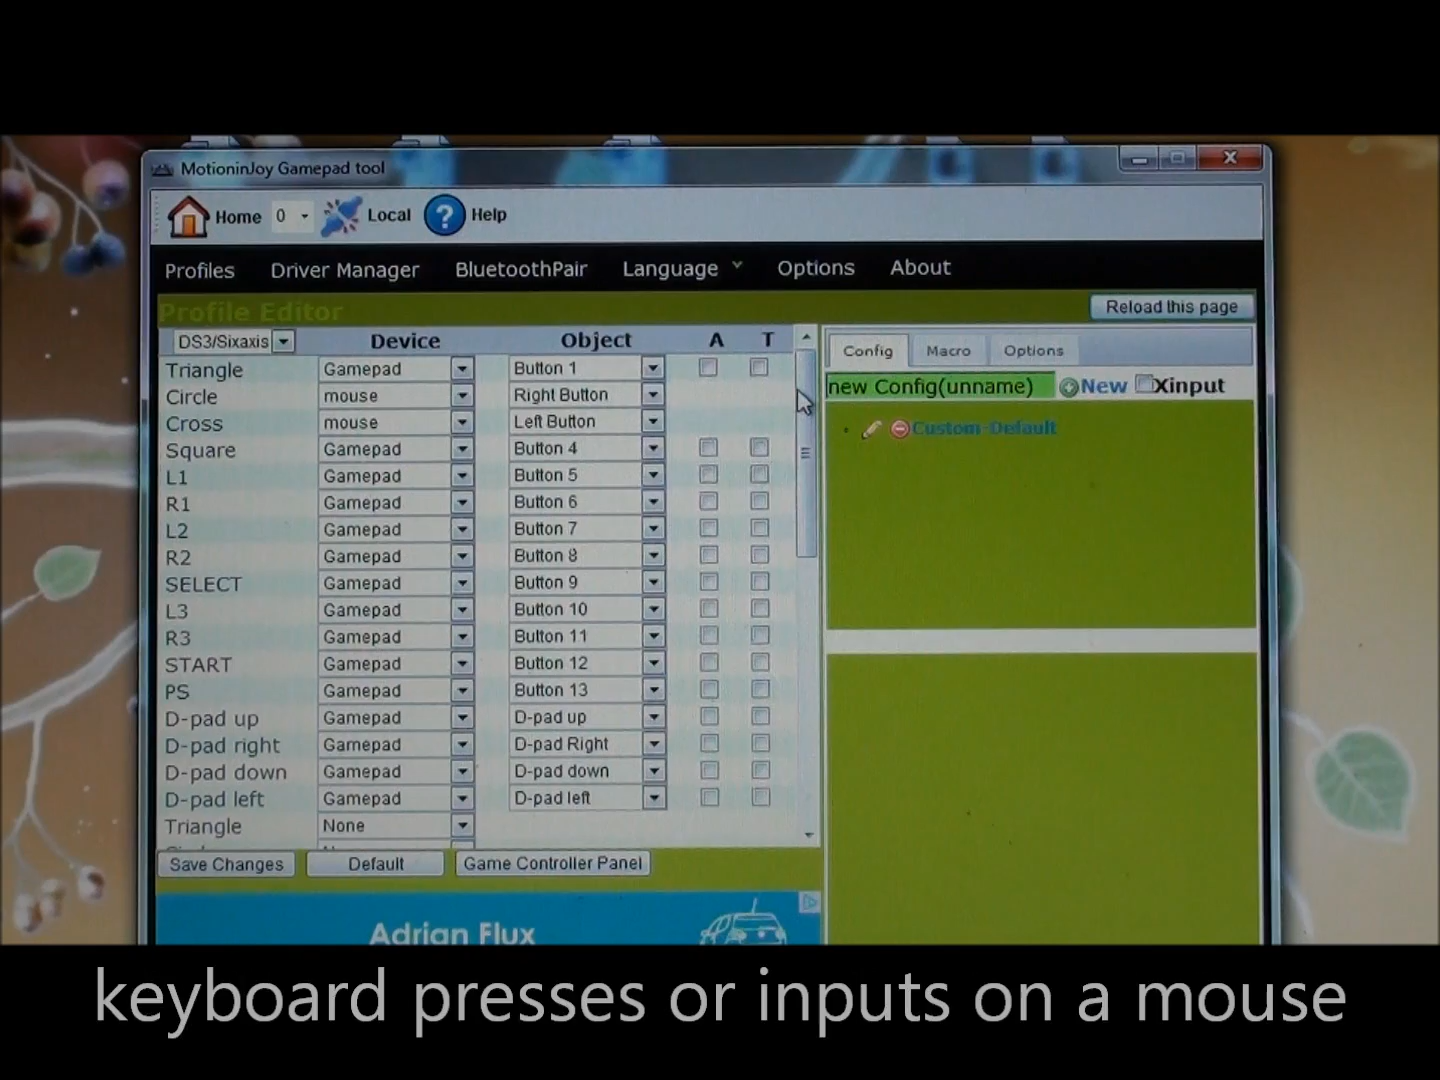 MotioninJoy Gamepad tool
Home 0 Local ? Help
Profiles Driver Manager BluetoothPair Language Options About
Profile Editor Reload this page
DS3/Sixaxis Device Object A T
Config Macro Options
Triangle Gamepad Button 1
new Config(unname) New Xinput
Circle mouse Right Button
Cross mouse Left Button
Custom-Default
Square Gamepad Button 4
L1 Gamepad Button 5
R1 Gamepad Button 6
L2 Gamepad Button 7
R2 Gamepad Button 8
SELECT Gamepad Button 9
L3 Gamepad Button 10
R3 Gamepad Button 11
START Gamepad Button 12
PS Gamepad Button 13
D-pad up Gamepad D-pad up
D-pad right Gamepad D-pad Right
D-pad down Gamepad D-pad down
D-pad left Gamepad D-pad left
Triangle None
Save Changes Default Game Controller Panel
Adrian Flux
keyboard presses or inputs on a mouse